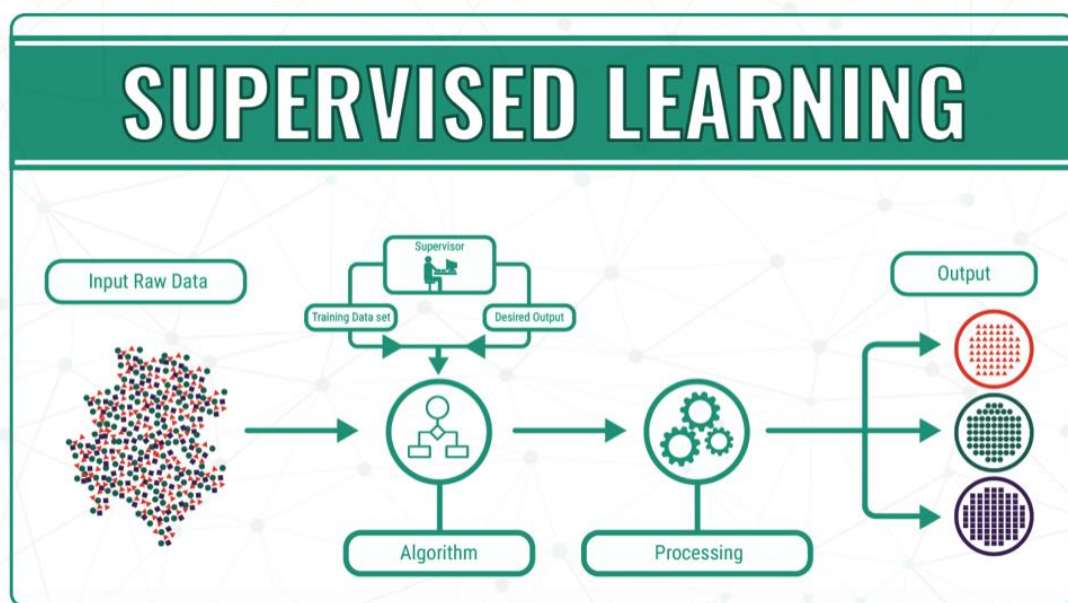 SUPERVISED LEARNING
Input Raw Data
Supervisor
Training Data set
Desired Output
Algorithm
Processing
Output